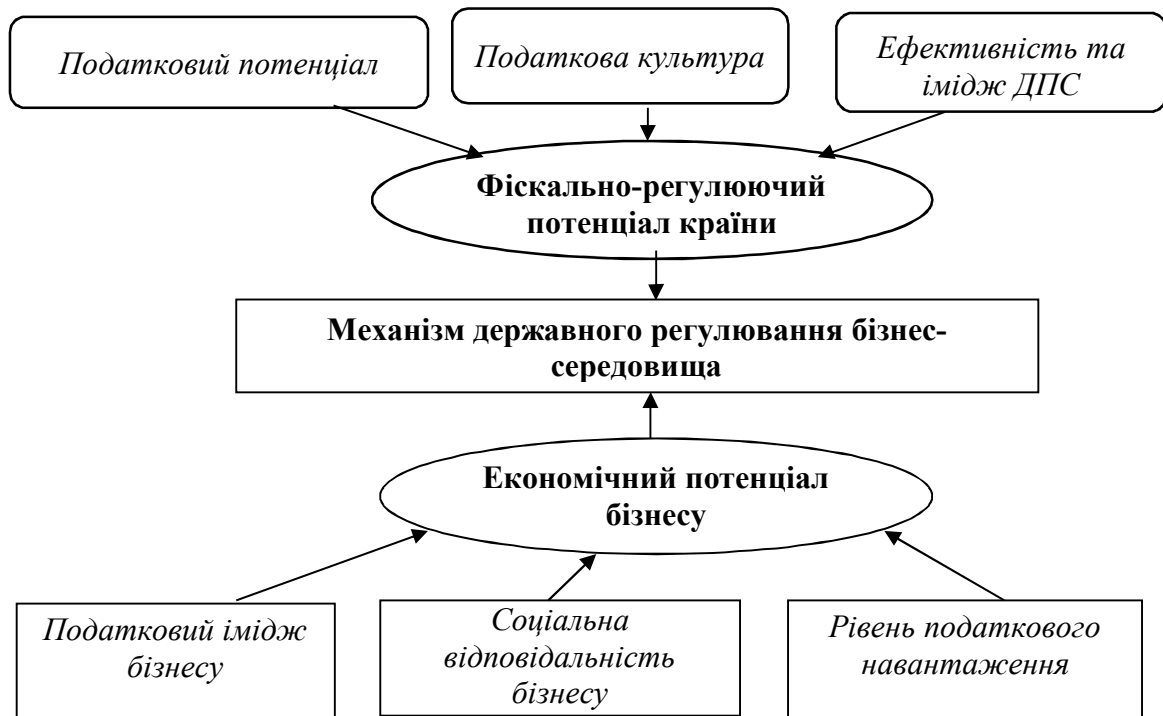 Податковий потенціал
Податкова культура
Ефективність та
імідж ДПС
Фіскально-регулюючий
потенціал країни
Механізм державного регулювання бізнес-
середовища
Економічний потенціал
бізнесу
Податковий імідж
бізнесу
Соціальна
відповідальність
бізнесу
Рівень податкового
навантаження